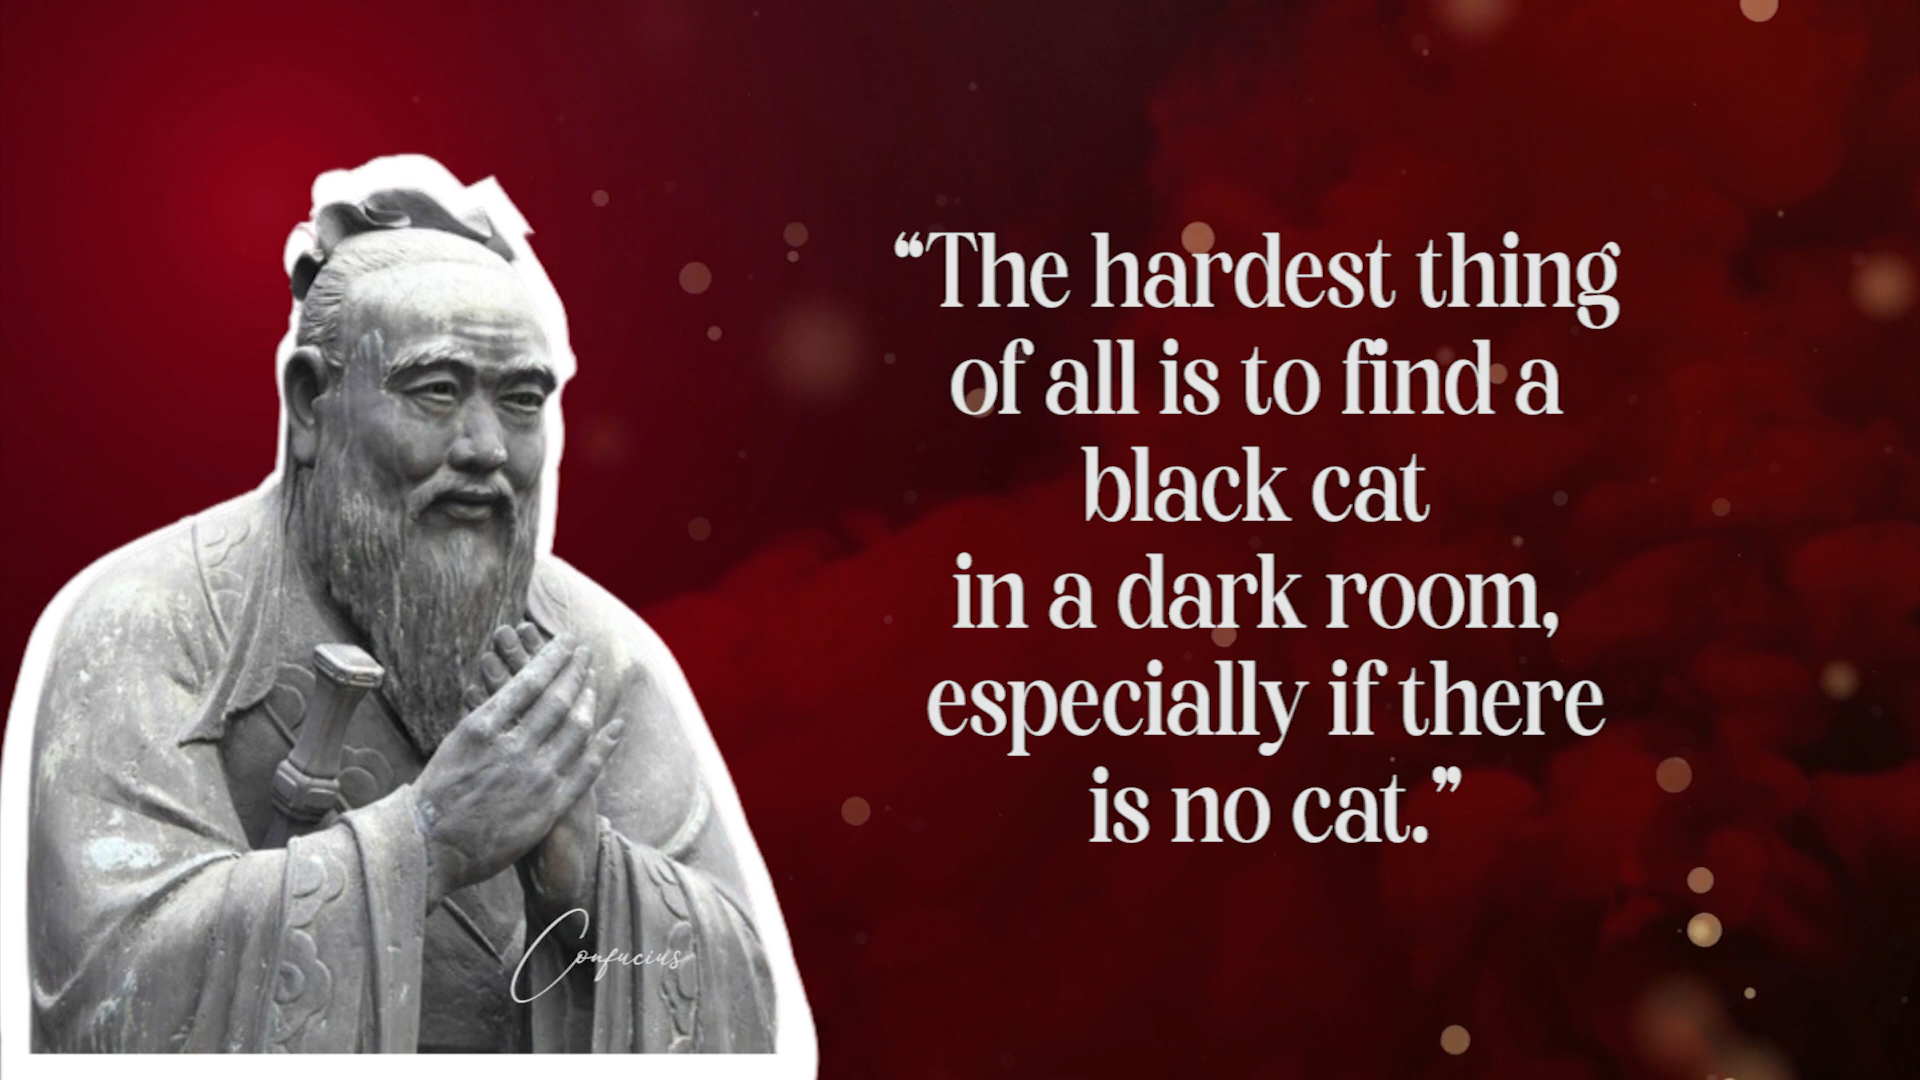 “The hardest thing
of all is to find a
black cat
in a dark room,
especially if there
is no cat.”
Confucius